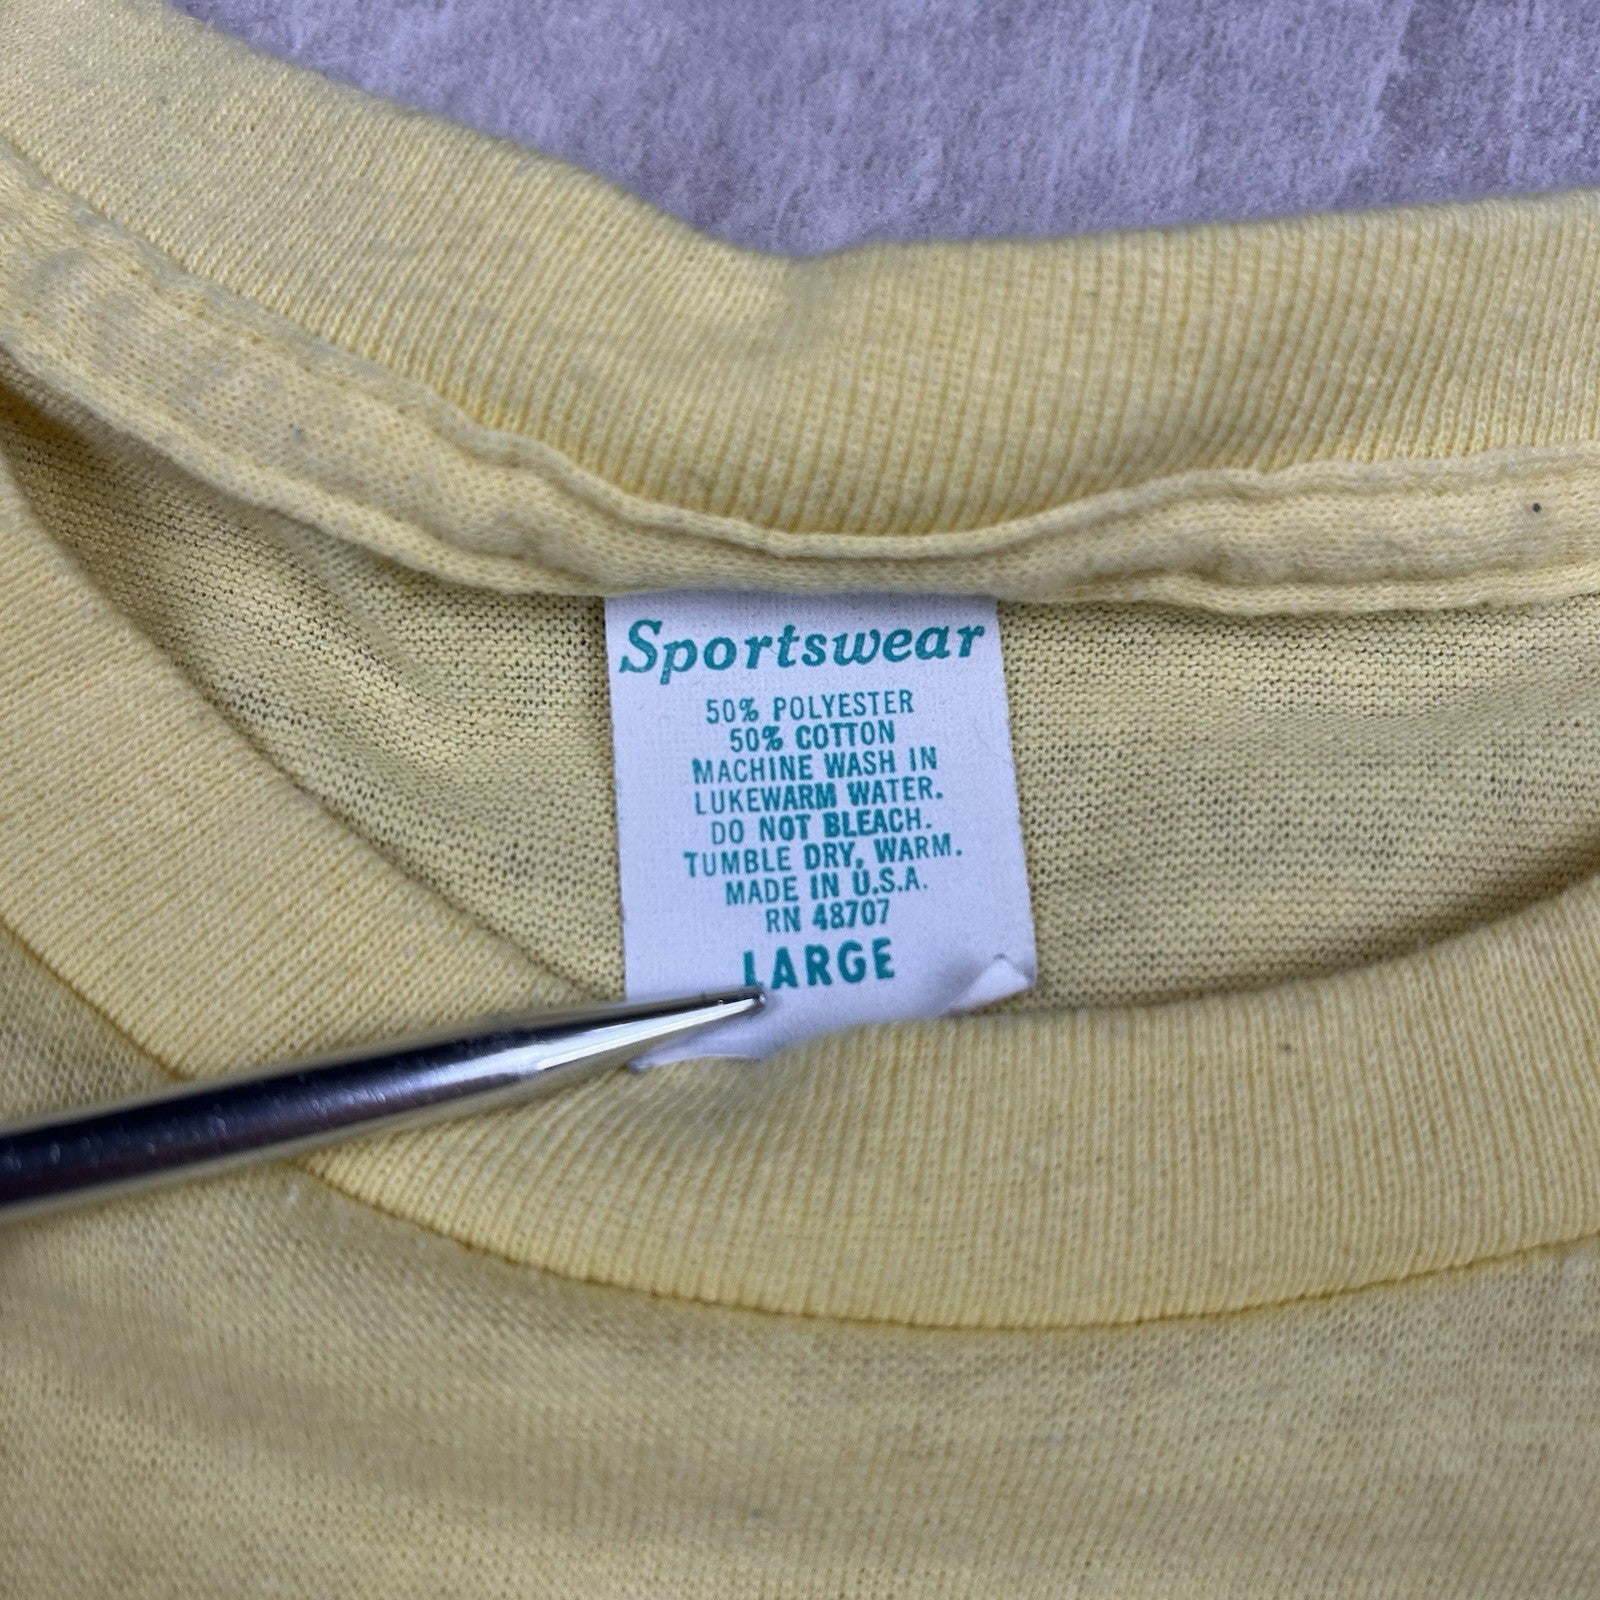 Sportswear
50% POLYESTER
50% COTTON
MACHINE WASH IN
LUKEWARM WATER.
DO NOT BLEACH.
TUMBLE DRY, WARM.
MADE IN U.S.A.
RN 48707
LARGE